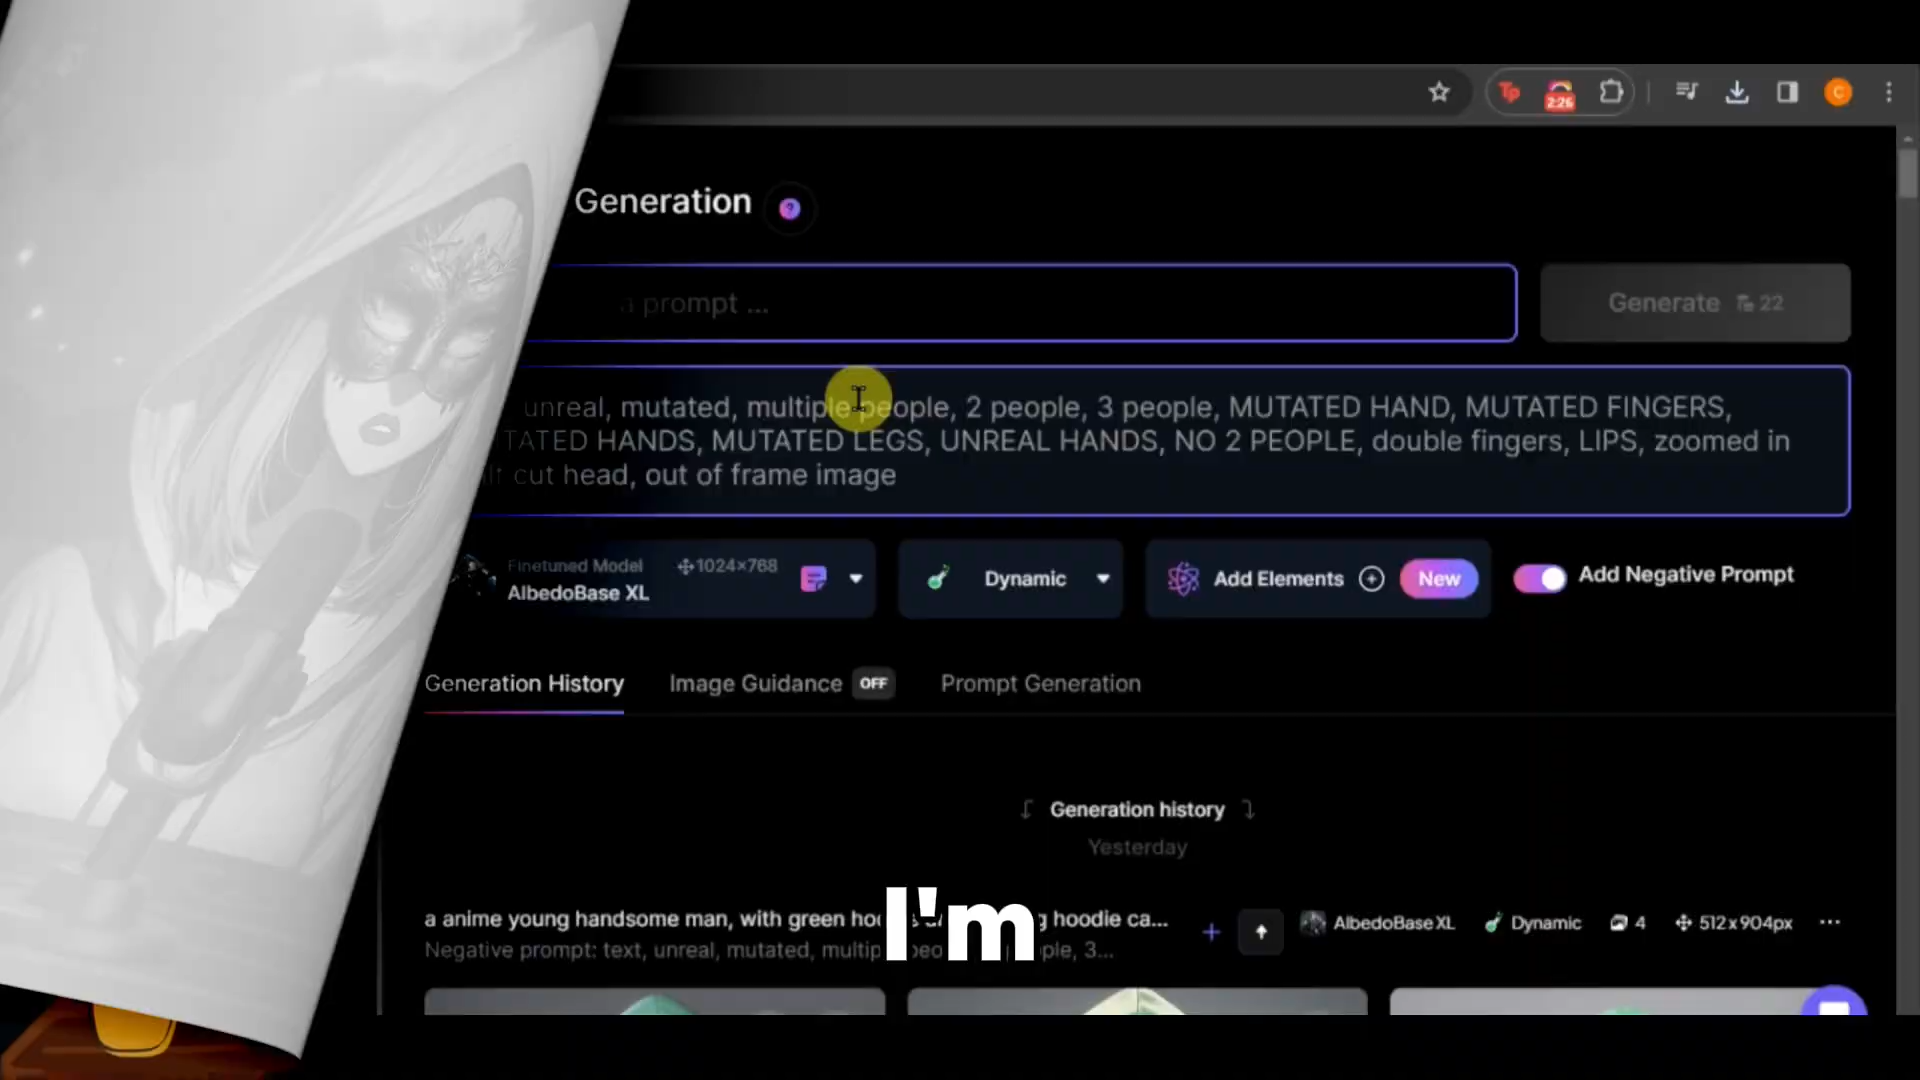 Tp
2:26
C
Generation
?
a prompt ...
Generate 22
unreal, mutated, multiple people, 2 people, 3 people, MUTATED HAND, MUTATED FINGERS,
TATED HANDS, MUTATED LEGS, UNREAL HANDS, NO 2 PEOPLE, double fingers, LIPS, zoomed in
cut head, out of frame image
Finetuned Model 1024×768
AlbedoBase XL
Dynamic
Add Elements
New
Add Negative Prompt
Generation History
Image Guidance OFF
Prompt Generation
Generation history
Yesterday
a anime young handsome man, with green hoodie ca...
AlbedoBase XL
Dynamic
4
512x904px
Negative prompt: text, unreal, mutated, multip 3...
I'm